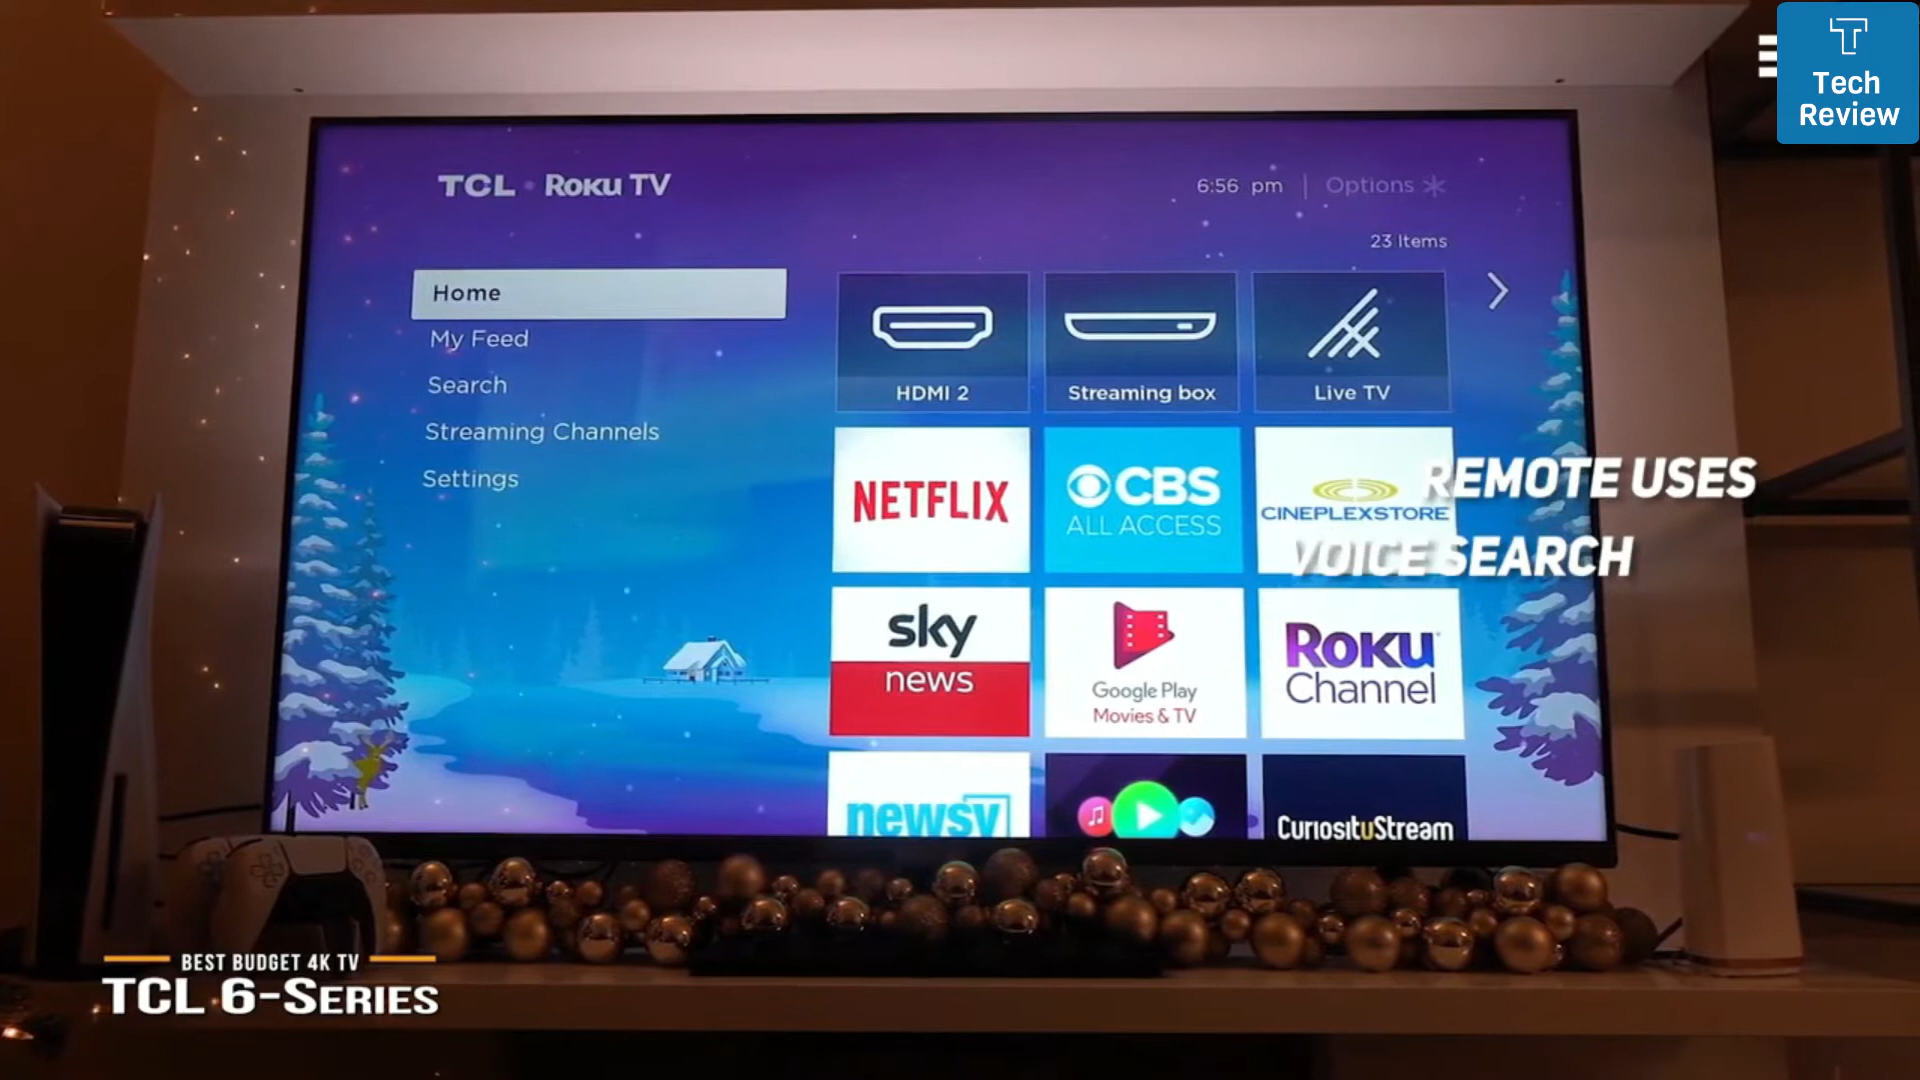 Tech
Review
TCL • Roku TV
6:56 pm | Options
23 Items
Home
My Feed
Search
Streaming Channels
Settings
HDMI 2
Streaming box
Live TV
NETFLIX
CBS
ALL ACCESS
CINEPLEXSTORE
REMOTE USES
VOICE SEARCH
sky
news
Google Play
Movies & TV
Roku
Channel
newsy
CuriosityStream
BEST BUDGET 4K TV
TCL 6-SERIES